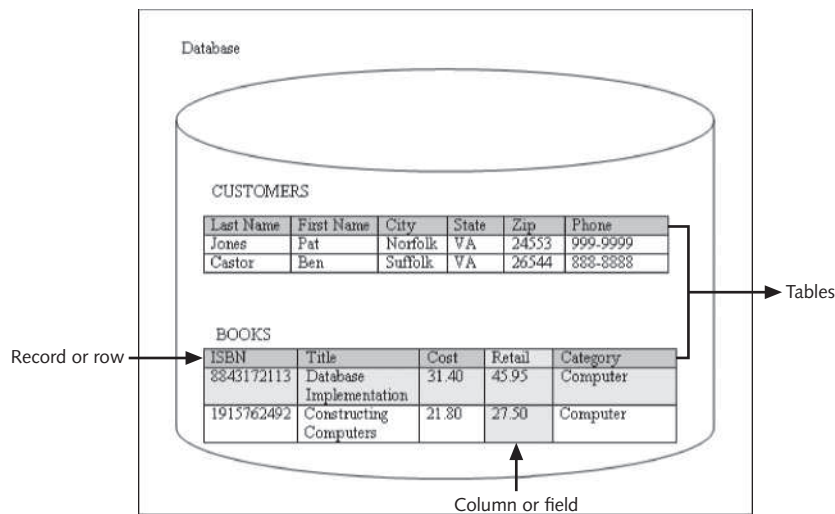 Database
CUSTOMERS
Last Name First Name City State Zip Phone
Jones Pat Norfolk VA 24553 999-9999
Castor Ben Suffolk VA 26544 888-8888
Tables
BOOKS
Record or row
ISBN Title Cost Retail Category
8843172113 Database 31.40 45.95 Computer
Implementation
1915762492 Constructing 21.80 27.50 Computer
Computers
Column or field